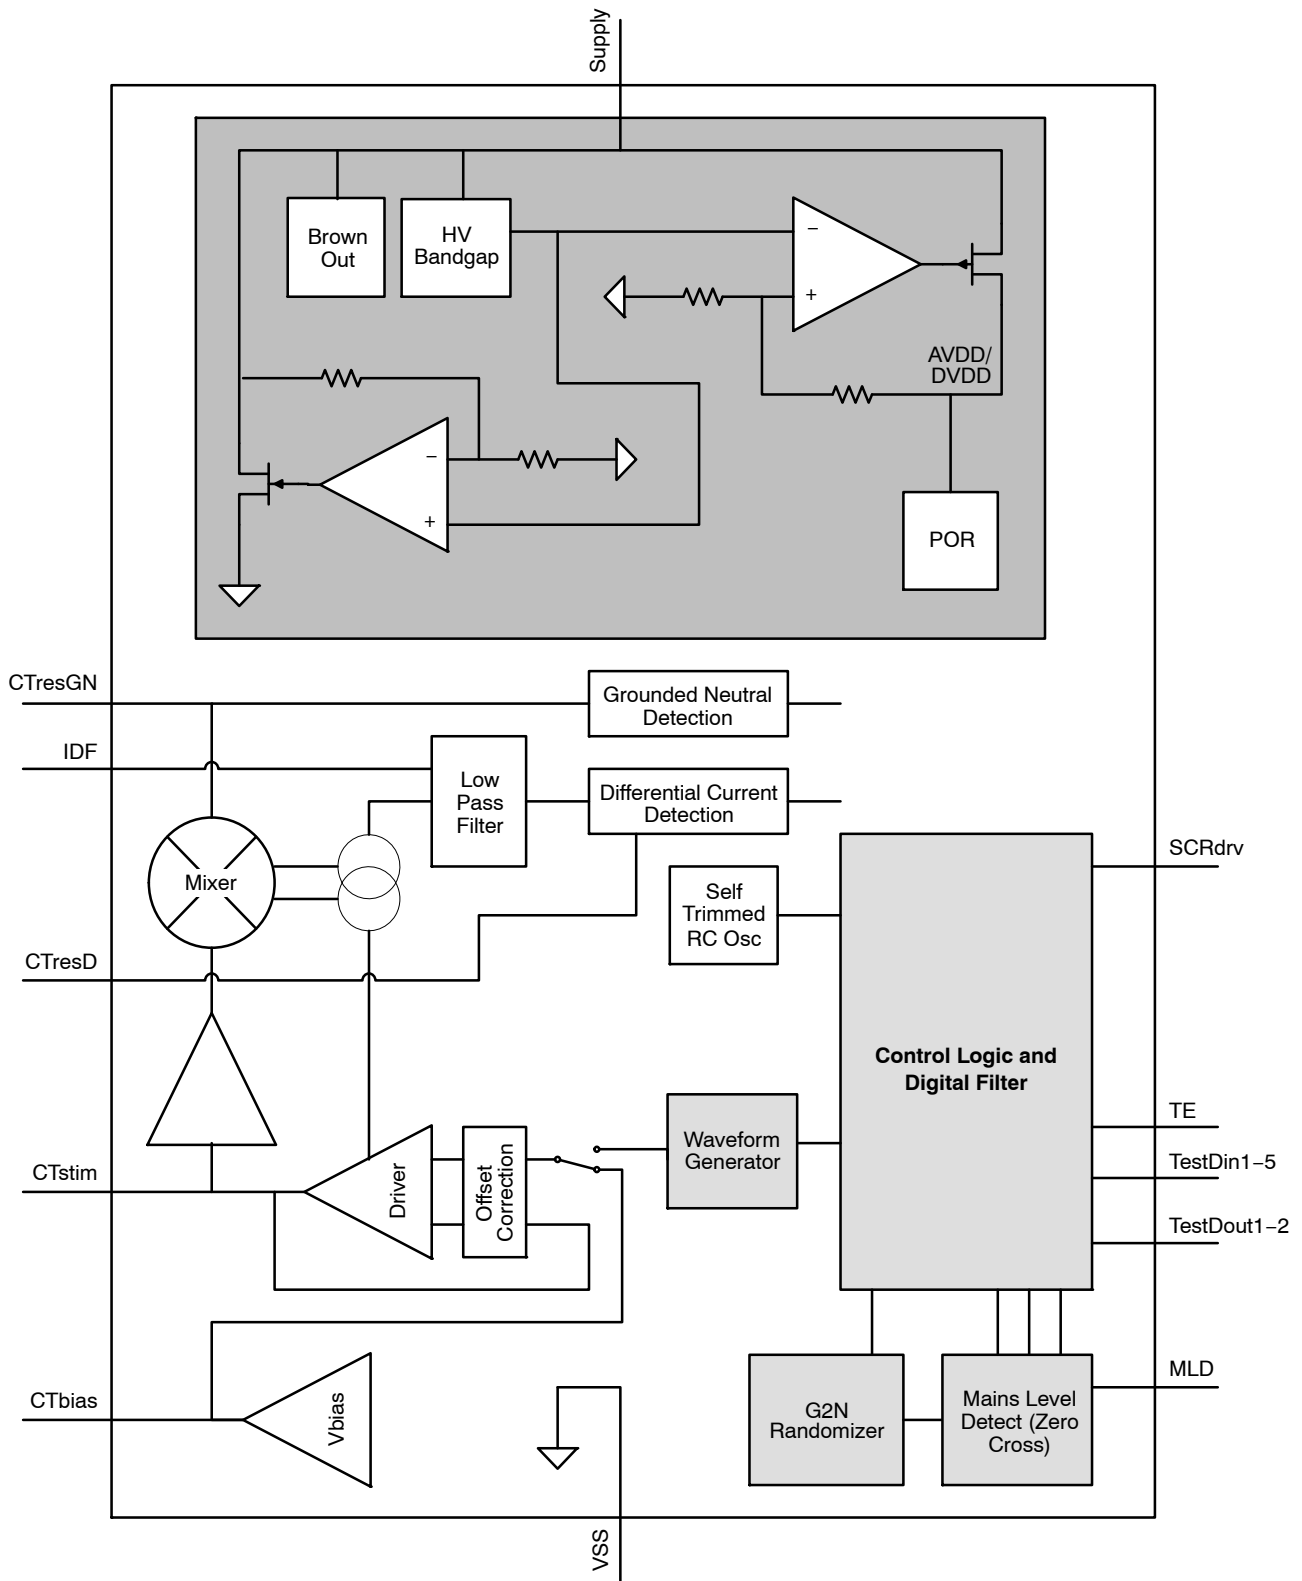 Supply
Brown
Out
HV
Bandgap
−
+
AVDD/
DVDD
−
+
POR
CTresGN
Grounded Neutral
Detection
IDF
Low
Pass
Filter
Differential Current
Detection
Mixer
SCRdrv
Self
Trimmed
RC Osc
CTresD
Control Logic and
Digital Filter
TE
Waveform
Generator
TestDin1−5
CTstim
Driver
Offset
Correction
TestDout1−2
MLD
CTbias
Vbias
G2N
Randomizer
Mains Level
Detect (Zero
Cross)
VSS